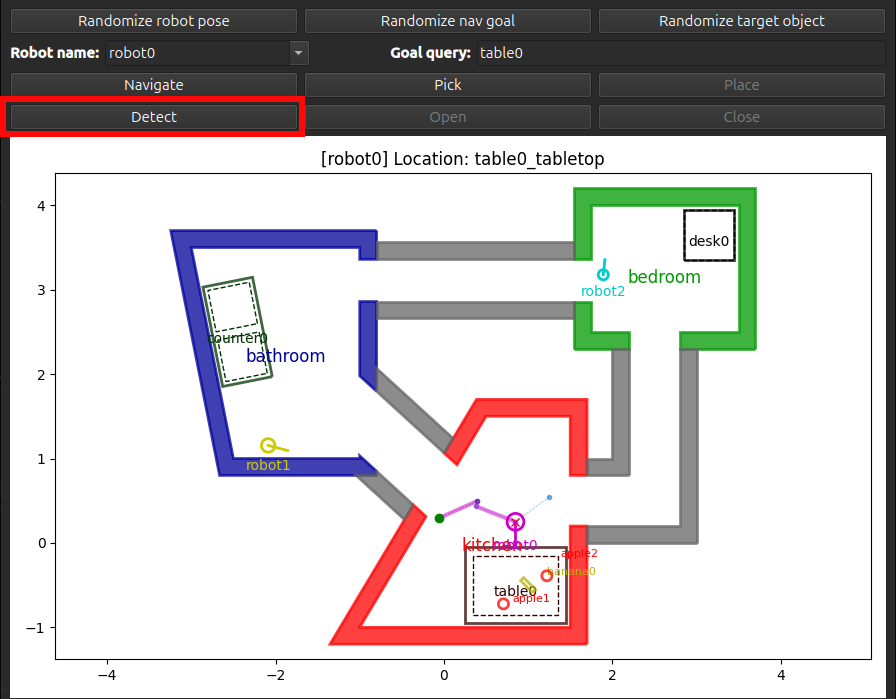 Randomize robot pose Randomize nav goal Randomize target object
Robot name: robot0 Goal query: table0
Navigate Pick Place
Detect Open Close
[robot0] Location: table0_tabletop
4
desk0
bedroom
robot2
3
counter0
bathroom
2
1
robot1
0
kitchen
robot0
apple2
banana0
table0
apple1
−1
−4 −2 0 2 4